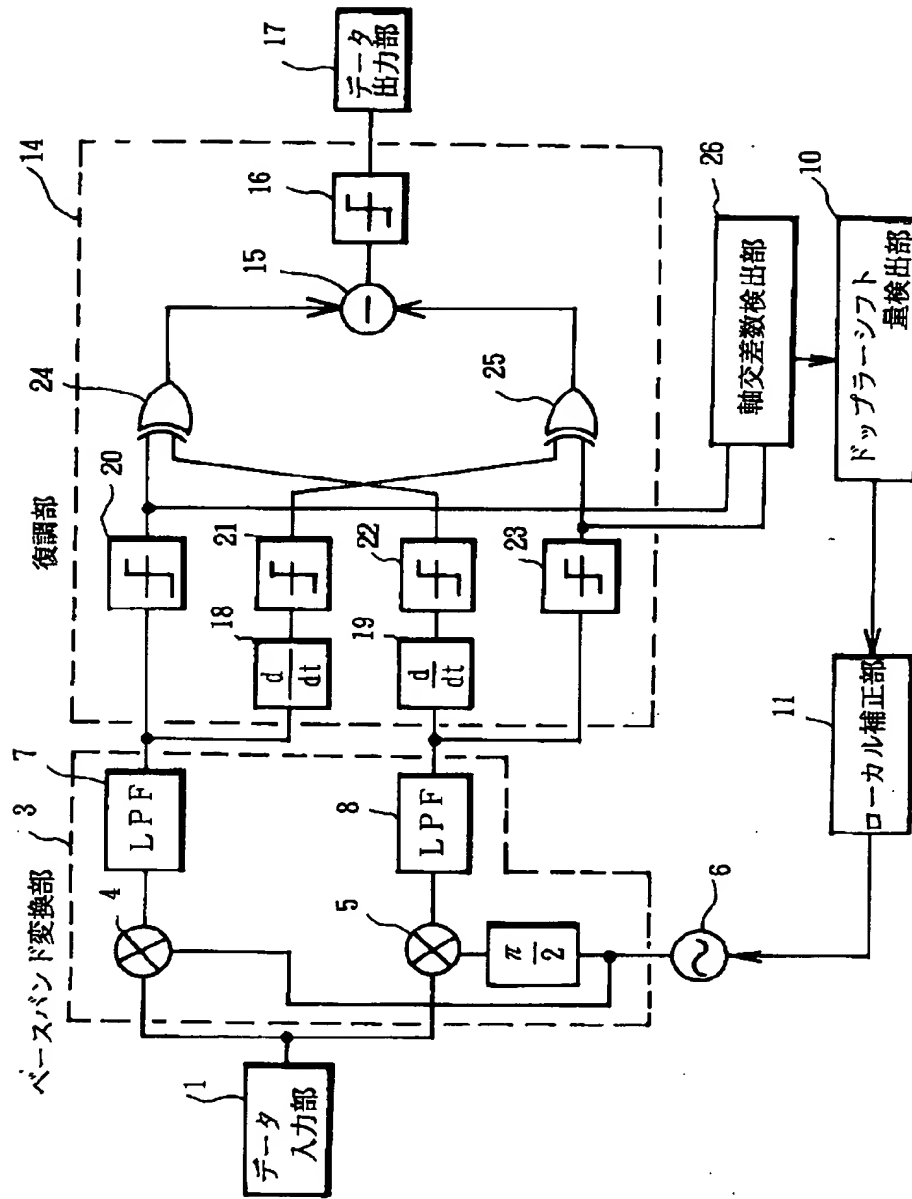 ベースバンド変換部
3
7
LPF
4
8
LPF
5
π
2
6
1
データ
入力部
復調部
14
20
24
21
18
d
dt
22
19
d
dt
23
25
15
16
17
データ
出力部
26
軸交差数検出部
10
ドップラーシフト
量検出部
11
ローカル補正部